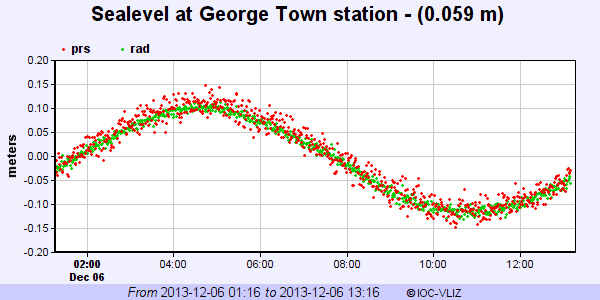 Sealevel at George Town station - (0.059 m)
prs rad
meters
0.20
0.15
0.10
0.05
0.00
-0.05
-0.10
-0.15
-0.20
02:00 04:00 06:00 08:00 10:00 12:00
Dec 06
From 2013-12-06 01:16 to 2013-12-06 13:16 ©IOC-VLIZ